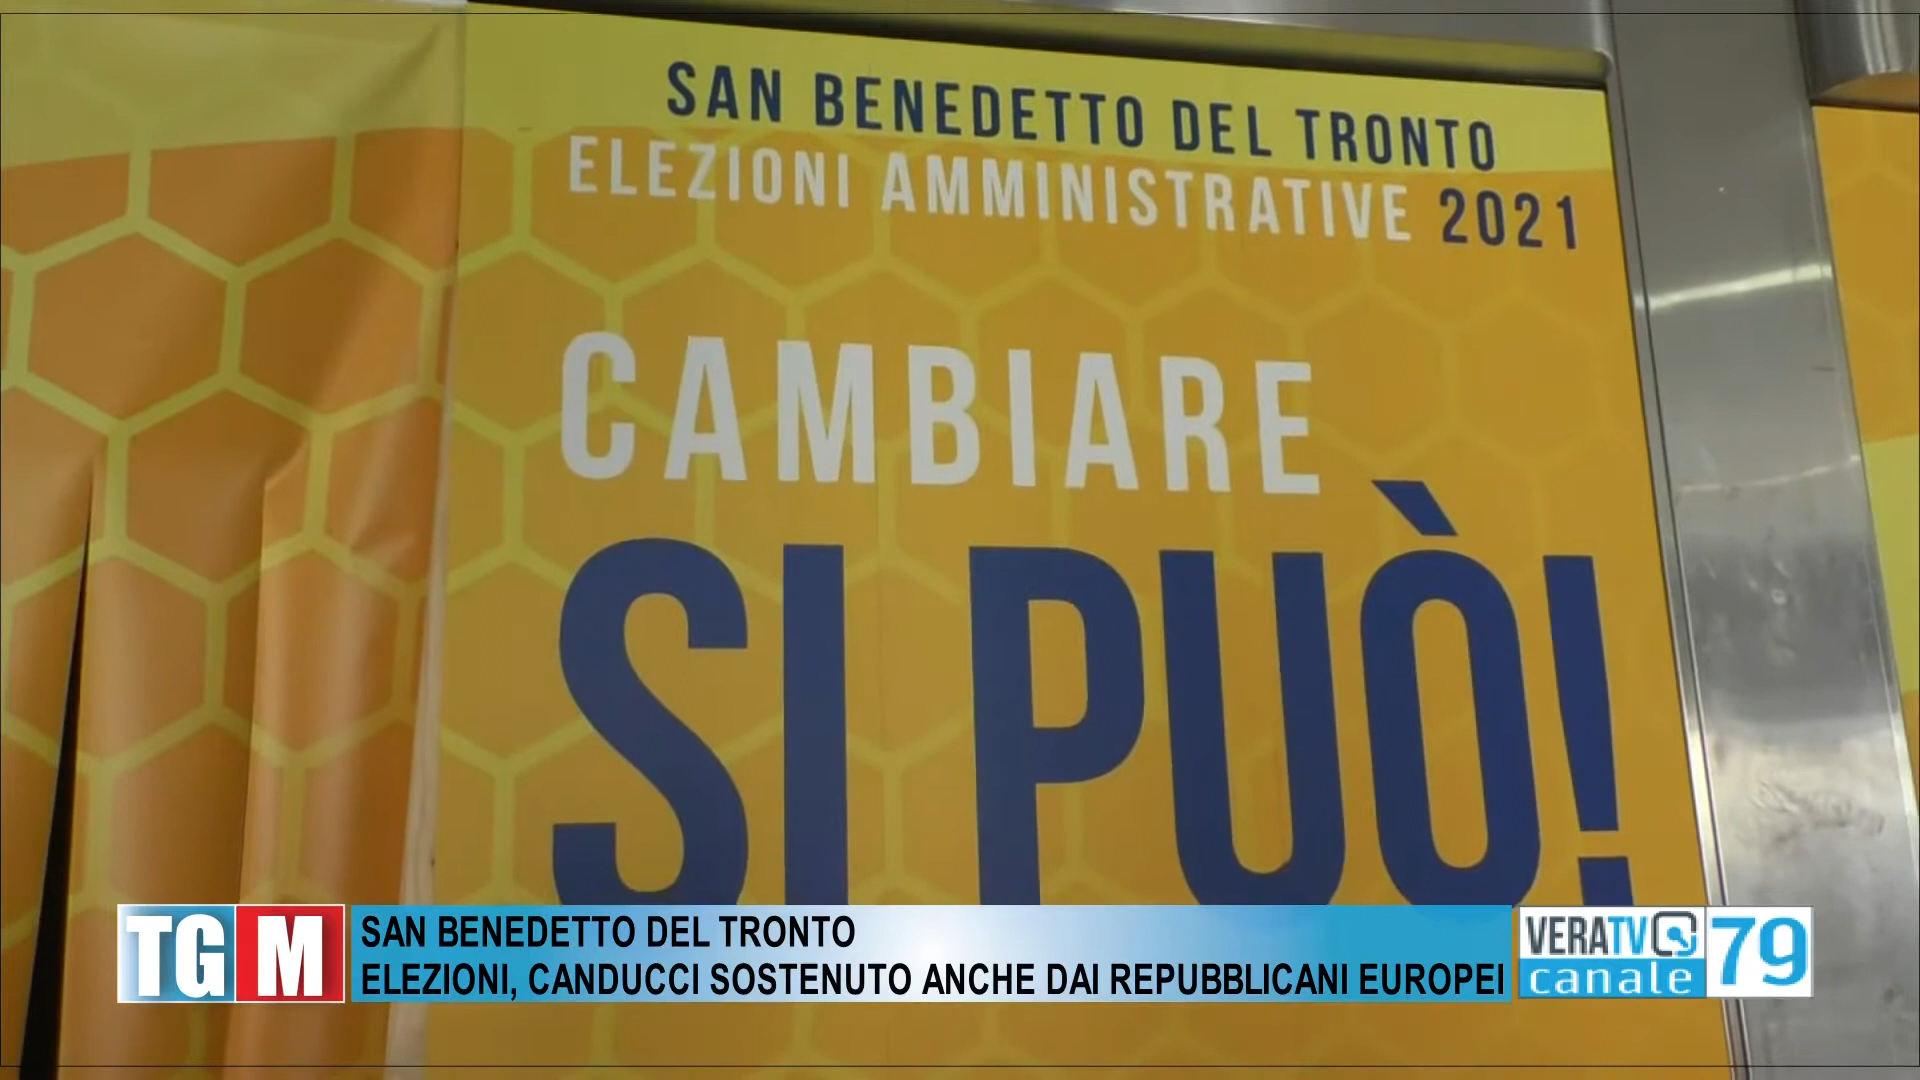 SAN BENEDETTO DEL TRONTO
ELEZIONI AMMINISTRATIVE 2021
CAMBIARE
SI PUÒ!
TGM
SAN BENEDETTO DEL TRONTO
ELEZIONI, CANDUCCI SOSTENUTO ANCHE DAI REPUBBLICANI EUROPEI
VERATV
canale 79